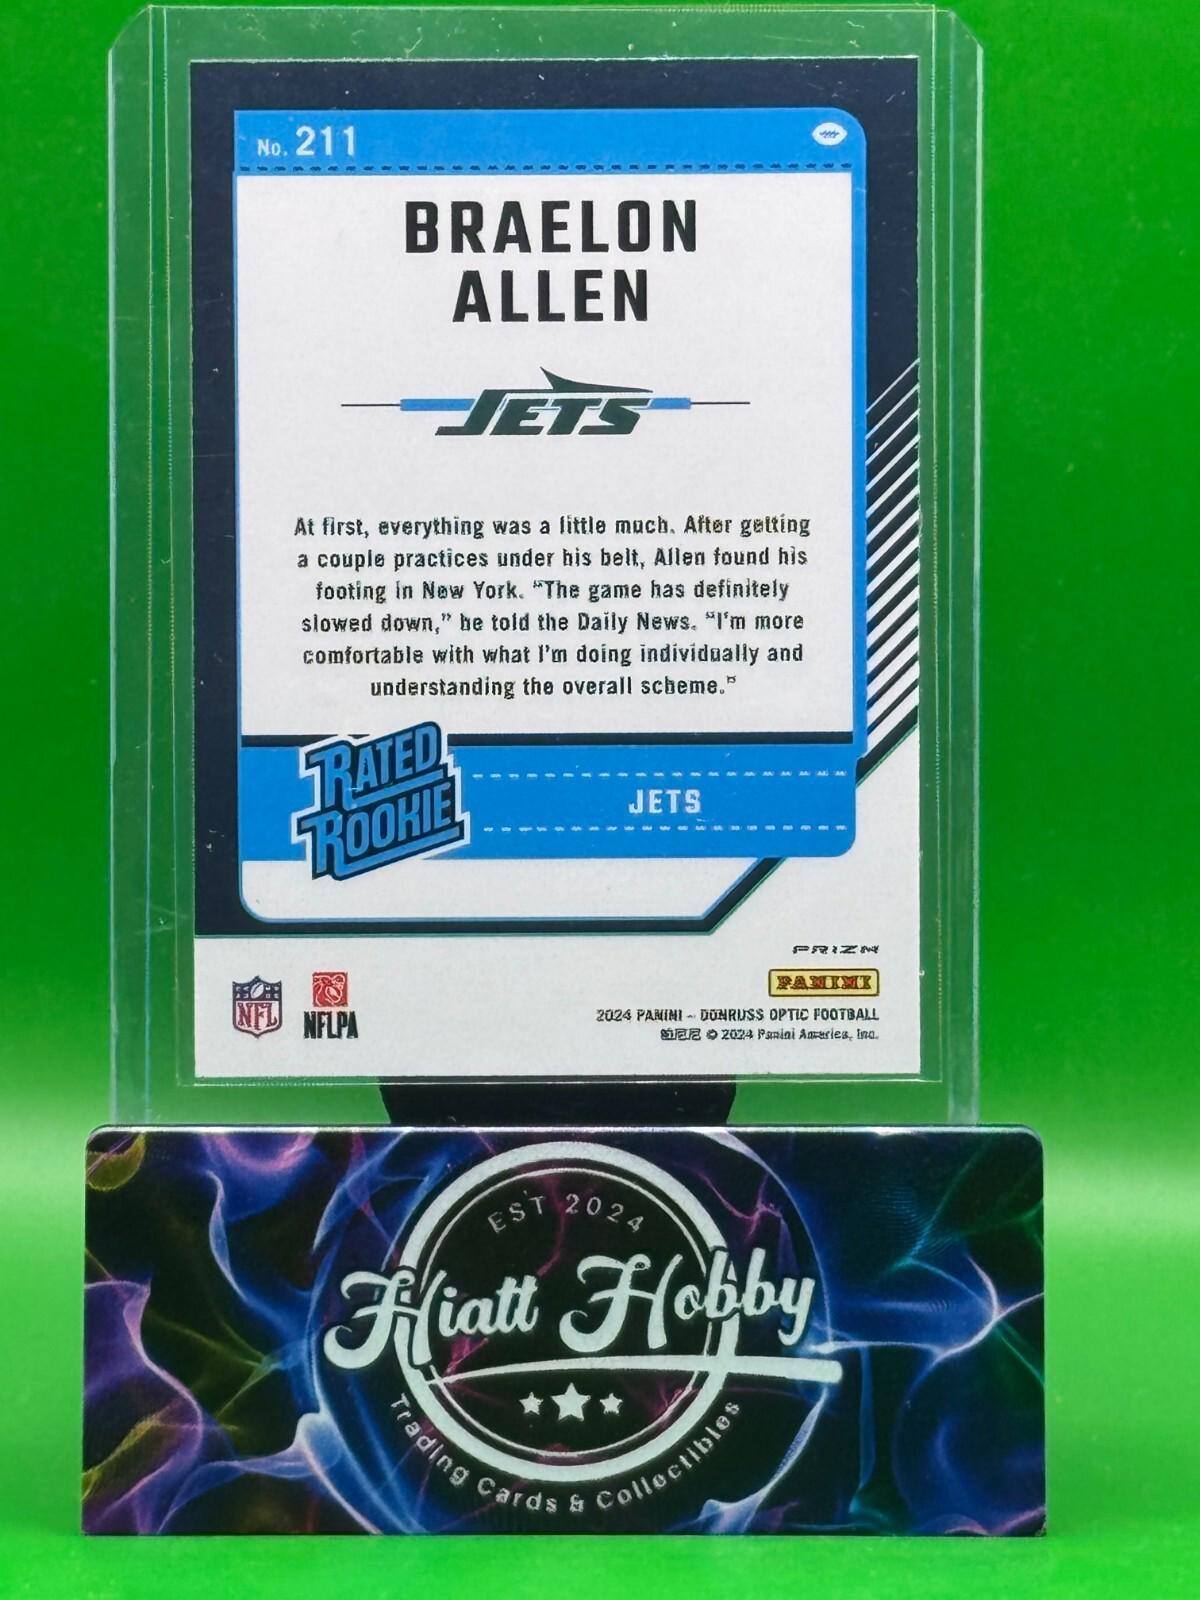 No. 211
BRAELON
ALLEN
JETS
At first, everything was a little much. After getting
a couple practices under his belt, Allen found his
footing in New York. "The game has definitely
slowed down," he told the Daily News. "I'm more
comfortable with what I'm doing individually and
understanding the overall scheme."
RATED
ROOKIE
JETS
PRIZM
PANINI
NFL
NFLPA
2024 PANINI – DONRUSS OPTIC FOOTBALL
© 2024 Panini America, Inc.
EST 2024
Hiatt Hobby
Trading Cards & Collectibles